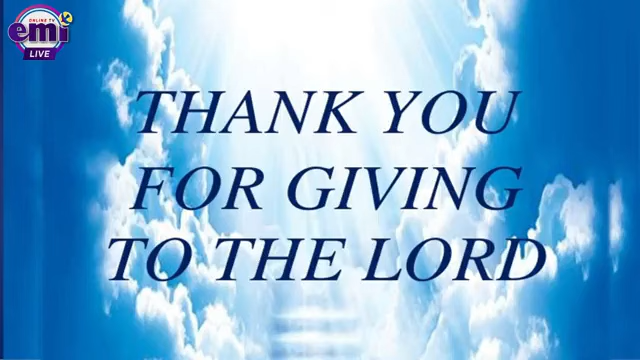 ONLINE TV
emi
LIVE
THANK YOU
FOR GIVING
TO THE LORD